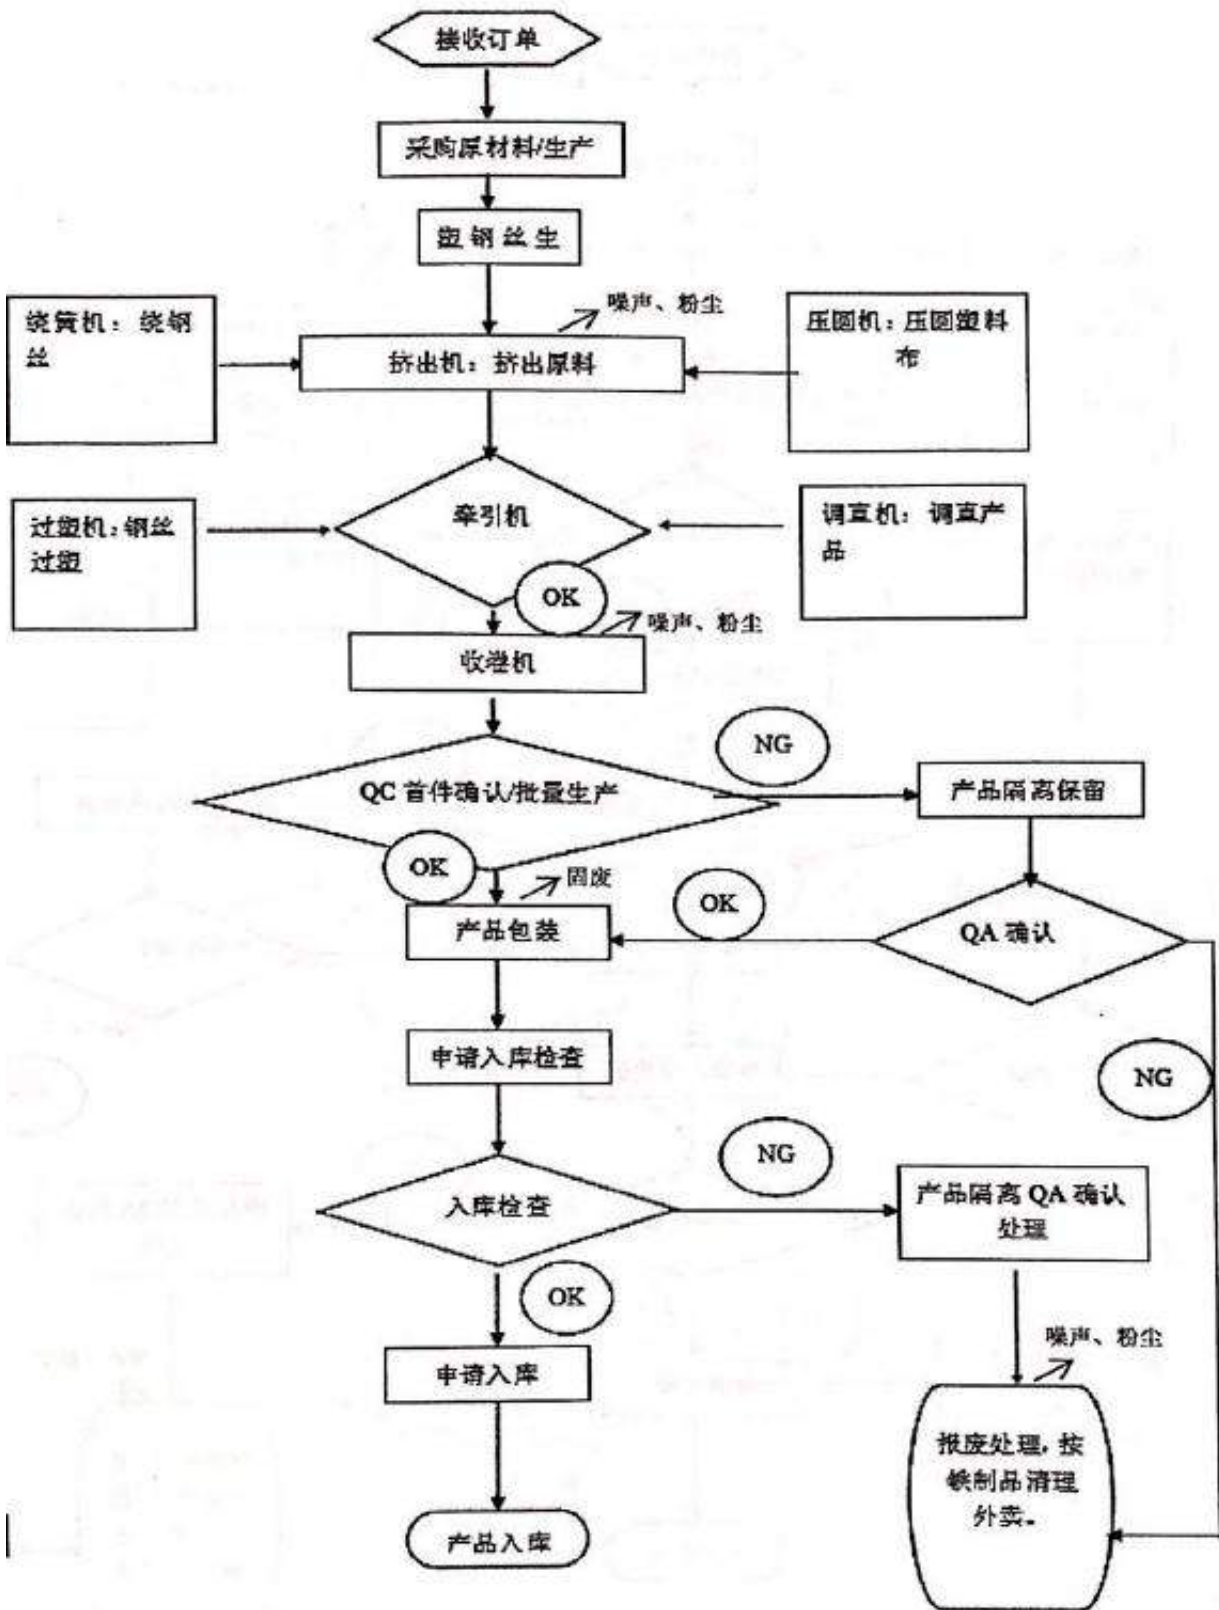 接收订单
采购原材料/生产
塑钢丝生
噪声、粉尘
绕簧机：绕钢
丝
挤出机：挤出原料
压圆机：压圆塑料
布
过塑机：钢丝
过塑
牵引机
调直机：调直产
品
OK
噪声、粉尘
收卷机
NG
QC 首件确认/批量生产
产品隔离保留
OK
固废
OK
产品包装
QA 确认
申请入库检查
NG
NG
入库检查
产品隔离 QA 确认
处理
OK
噪声、粉尘
申请入库
报废处理，按
铁制品清理
外卖。
产品入库